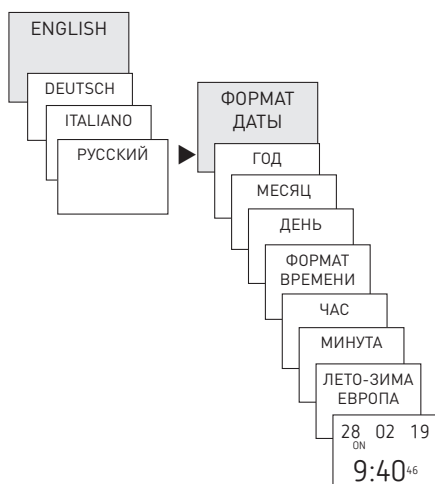 ENGLISH
DEUTSCH
ITALIANO
РУССКИЙ
ФОРМАТ
ДАТЫ
ГОД
МЕСЯЦ
ДЕНЬ
ФОРМАТ
ВРЕМЕНИ
ЧАС
МИНУТА
ЛЕТО-ЗИМА
ЕВРОПА
28 02 19
ON
9:40 46